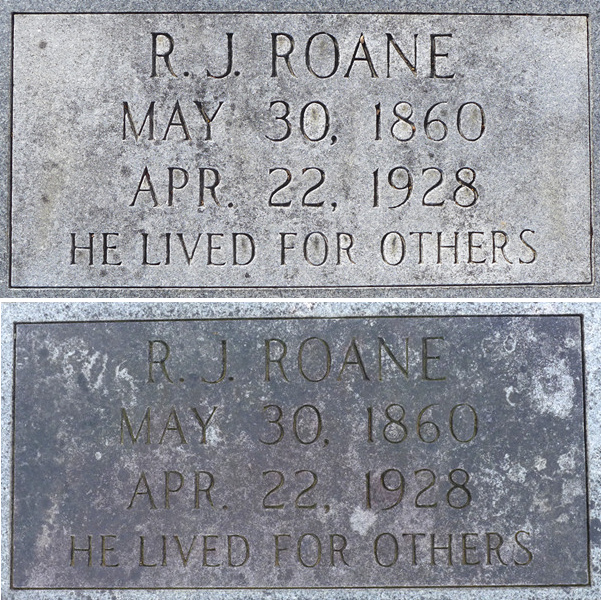 R. J. ROANE
MAY 30, 1860
APR. 22, 1928
HE LIVED FOR OTHERS
R. J. ROANE
MAY 30, 1860
APR. 22, 1928
HE LIVED FOR OTHERS